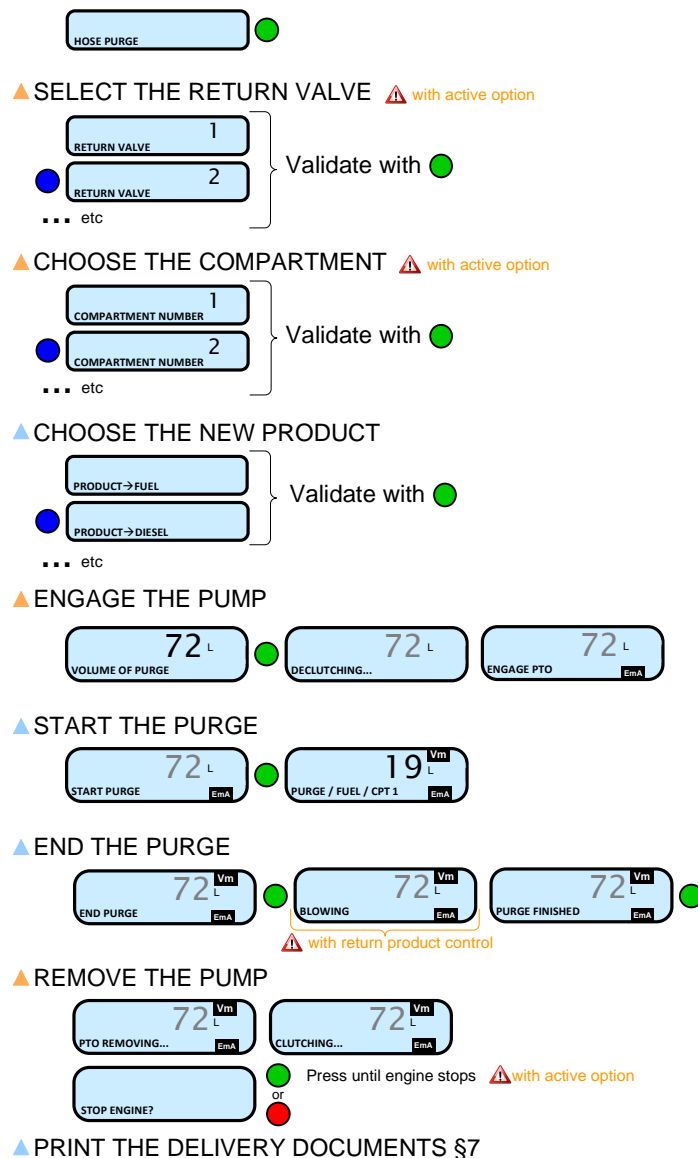 HOSE PURGE
SELECT THE RETURN VALVE with active option
1
RETURN VALVE
Validate with
2
RETURN VALVE
... etc
CHOOSE THE COMPARTMENT with active option
1
COMPARTMENT NUMBER
Validate with
2
COMPARTMENT NUMBER
... etc
CHOOSE THE NEW PRODUCT
PRODUCT→FUEL
Validate with
PRODUCT→DIESEL
... etc
ENGAGE THE PUMP
72 L 72 L 72 L
VOLUME OF PURGE DECLUTCHING... ENGAGE PTO EmA
START THE PURGE
72 L 19 L Vm
START PURGE EmA PURGE / FUEL / CPT 1 EmA
END THE PURGE
72 L Vm 72 L Vm 72 L Vm
END PURGE EmA BLOWING EmA PURGE FINISHED EmA
with return product control
REMOVE THE PUMP
72 L Vm 72 L Vm
PTO REMOVING... EmA CLUTCHING... EmA
Press until engine stops with active option
or
STOP ENGINE?
PRINT THE DELIVERY DOCUMENTS §7